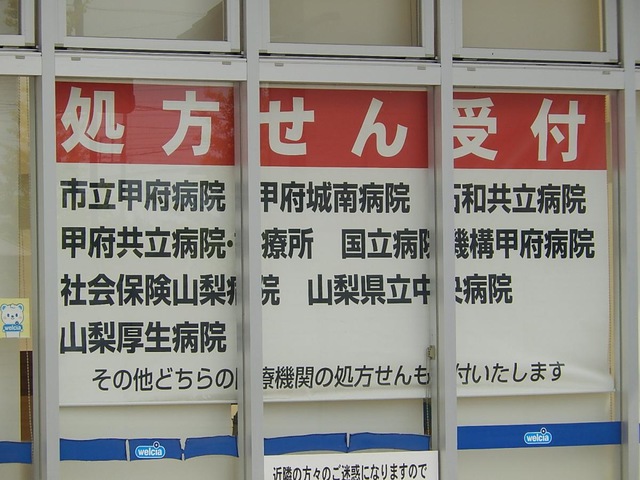 処方せん受付
市立甲府病院 甲府城南病院 石和共立病院
甲府共立病院・診療所 国立病院機構甲府病院
社会保険山梨病院 山梨県立中央病院
山梨厚生病院
その他どちらの医療機関の処方せんも受付いたします
welcia
welcia
welcia
近隣の方々のご迷惑になりますので